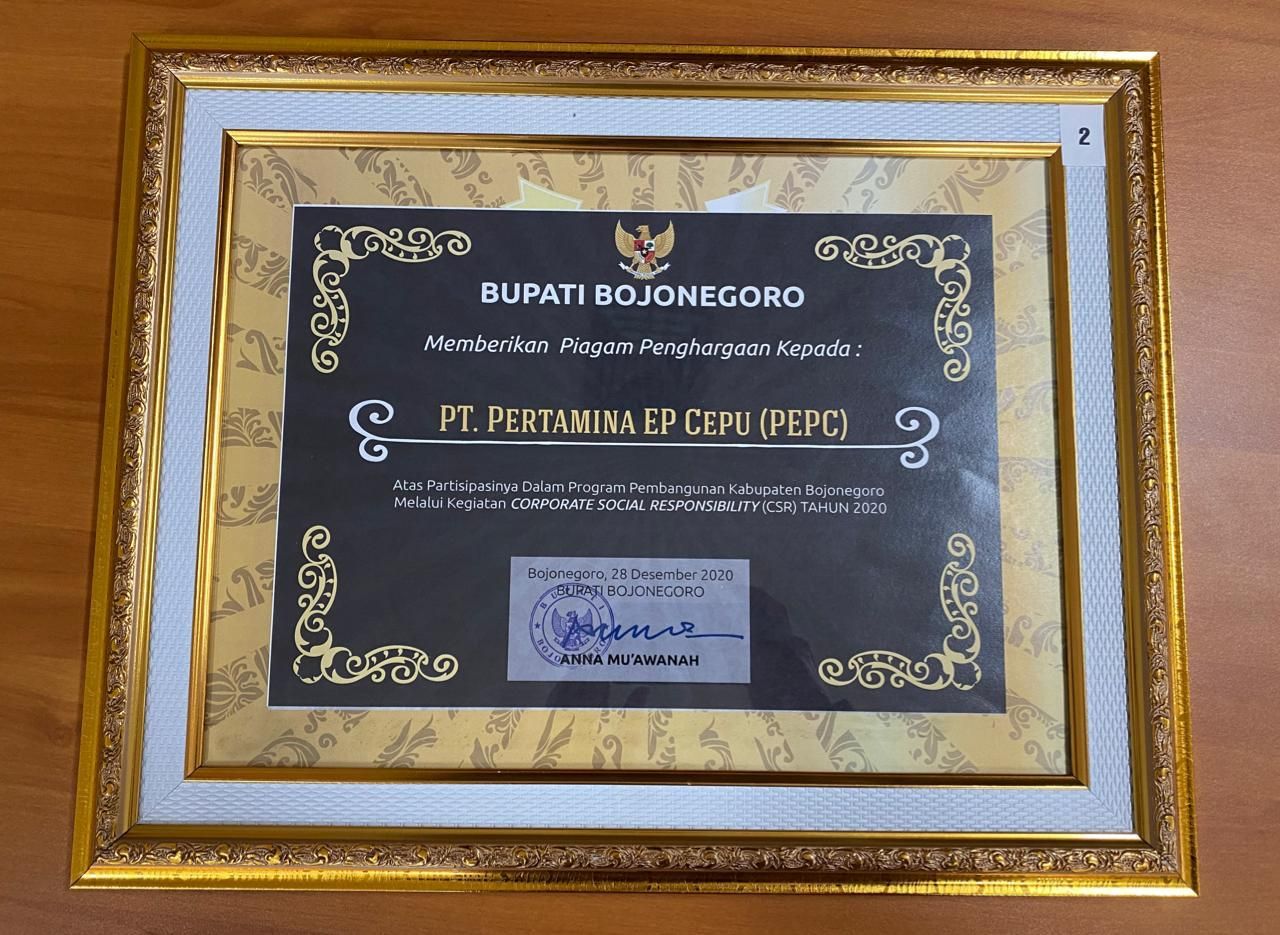 2
BUPATI BOJONEGORO
Memberikan Piagam Penghargaan Kepada :
PT. PERTAMINA EP CEPU (PEPC)
Atas Partisipasinya Dalam Program Pembangunan Kabupaten Bojonegoro
Melalui Kegiatan CORPORATE SOCIAL RESPONSIBILITY (CSR) TAHUN 2020
Bojonegoro, 28 Desember 2020
BUPATI BOJONEGORO
ANNA MU'AWANAH